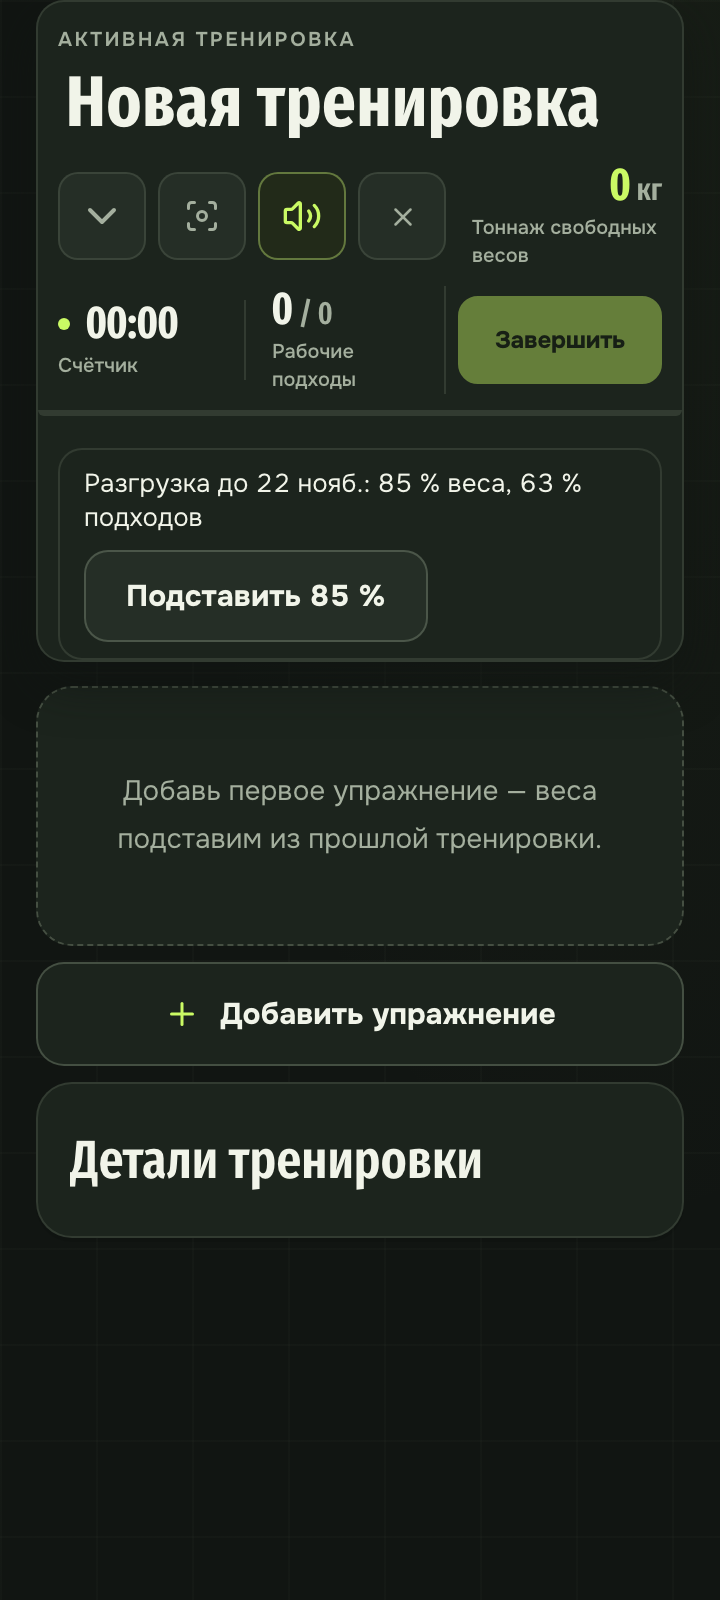 АКТИВНАЯ ТРЕНИРОВКА
Новая тренировка
0 кг
Тоннаж свободных
весов
00:00
Счётчик
0 / 0
Рабочие
подходы
Завершить
Разгрузка до 22 нояб.: 85 % веса, 63 %
подходов
Подставить 85 %
Добавь первое упражнение — веса
подставим из прошлой тренировки.
Добавить упражнение
Детали тренировки